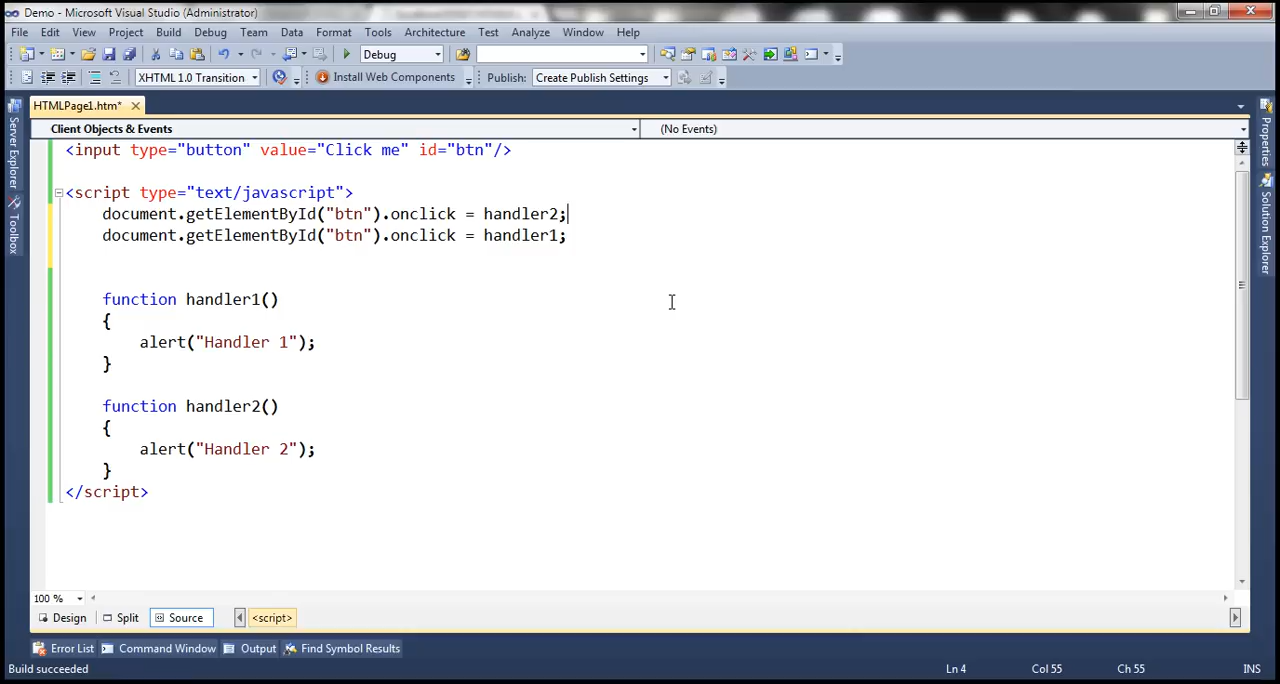 Demo - Microsoft Visual Studio (Administrator)
File Edit View Project Build Debug Team Data Format Tools Architecture Test Analyze Window Help
Debug
XHTML 1.0 Transition Install Web Components Publish: Create Publish Settings
HTMLPage1.htm*
Client Objects & Events (No Events)
<input type="button" value="Click me" id="btn"/>
<script type="text/javascript">
document.getElementById("btn").onclick = handler2;
document.getElementById("btn").onclick = handler1;
function handler1()
{
alert("Handler 1");
}
function handler2()
{
alert("Handler 2");
}
</script>
Server Explorer
Toolbox
Properties
Solution Explorer
100 %
Design Split Source <script>
Error List Command Window Output Find Symbol Results
Build succeeded Ln 4 Col 55 Ch 55 INS